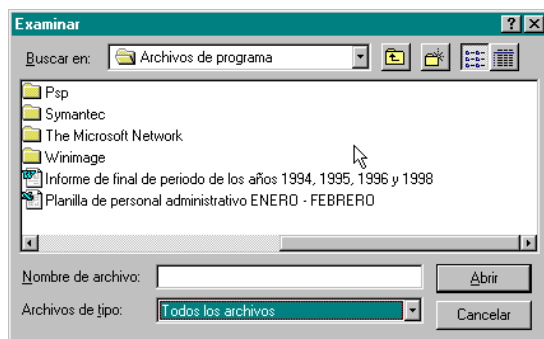 Examinar
Buscar en: Archivos de programa
Psp
Symantec
The Microsoft Network
Winimage
Informe de final de periodo de los años 1994, 1995, 1996 y 1998
Planilla de personal administrativo ENERO - FEBRERO
Nombre de archivo: Abrir
Archivos de tipo: Todos los archivos Cancelar